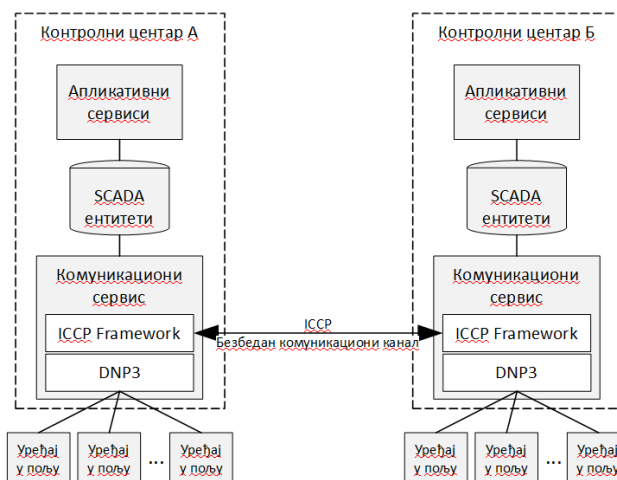 Контролни центар А
Апликативни
сервиси
SCADA
ентитети
Комуникациони
сервис
ICCP Framework
DNP3
Уређај
у пољу
Уређај
у пољу
...
Уређај
у пољу
ICCP
Безбедан комуникациони канал
Контролни центар Б
Апликативни
сервиси
SCADA
ентитети
Комуникациони
сервис
ICCP Framework
DNP3
Уређај
у пољу
Уређај
у пољу
...
Уређај
у пољу